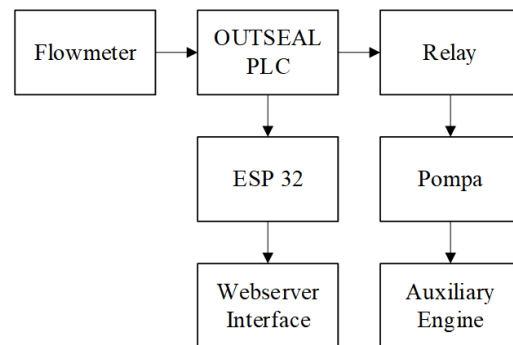 Flowmeter
OUTSEAL
PLC
Relay
ESP 32
Pompa
Webserver
Interface
Auxiliary
Engine